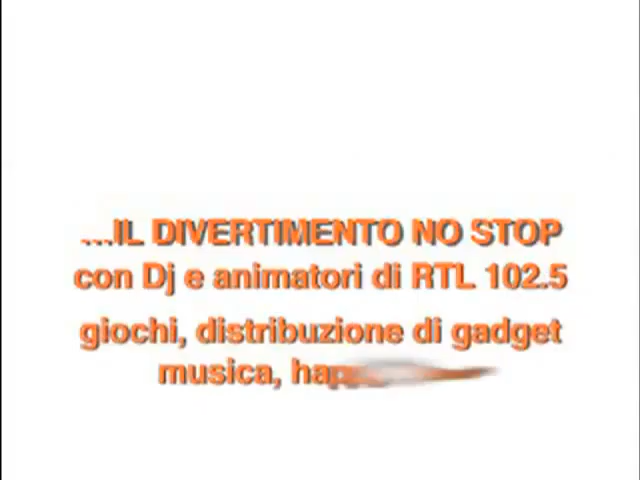 ...IL DIVERTIMENTO NO STOP
con Dj e animatori di RTL 102.5
giochi, distribuzione di gadget
musica,